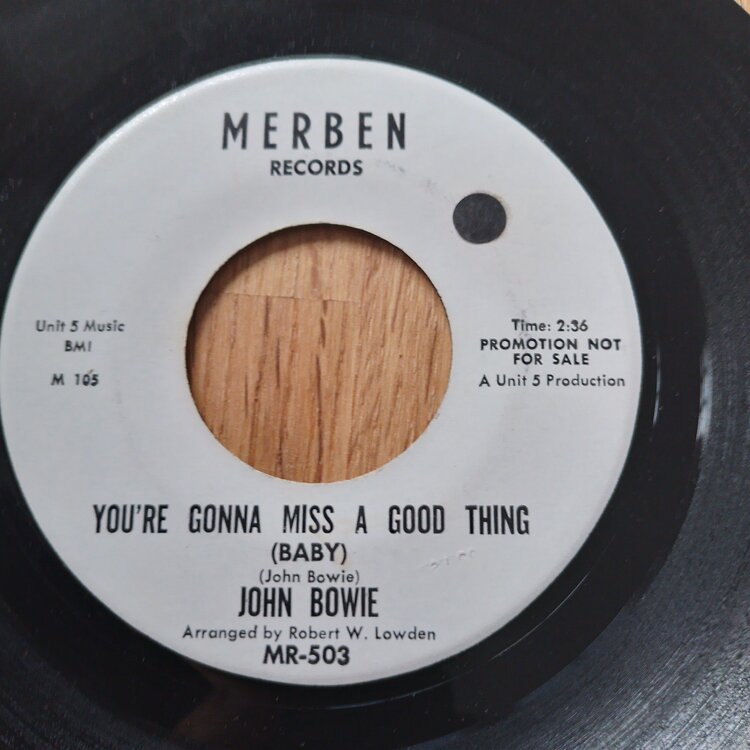 MERBEN
RECORDS
Unit 5 Music
BMI
M 105
Time: 2:36
PROMOTION NOT
FOR SALE
A Unit 5 Production
YOU'RE GONNA MISS A GOOD THING
(BABY)
(John Bowie)
JOHN BOWIE
Arranged by Robert W. Lowden
MR-503